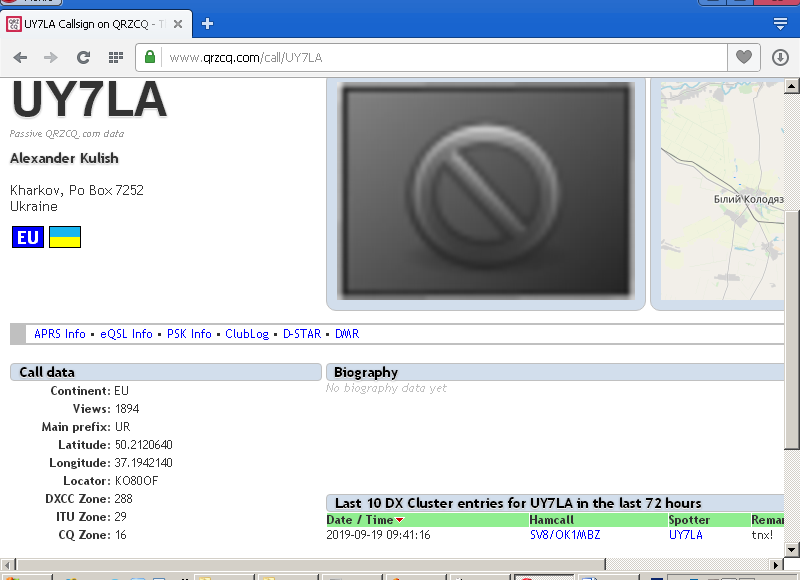 UY7LA Callsign on QRZCQ - T
www.qrzcq.com/call/UY7LA
UY7LA
Passive QRZCQ.com data
Alexander Kulish
Kharkov, Po Box 7252
Ukraine
EU
Білий Колодяз
APRS Info • eQSL Info • PSK Info • ClubLog • D-STAR • DMR
Call data
Continent: EU
Views: 1894
Main prefix: UR
Latitude: 50.2120640
Longitude: 37.1942140
Locator: KO80OF
DXCC Zone: 288
ITU Zone: 29
CQ Zone: 16
Biography
No biography data yet
Last 10 DX Cluster entries for UY7LA in the last 72 hours
Date / Time Hamcall Spotter Remar
2019-09-19 09:41:16 SV8/OK1MBZ UY7LA tnx!